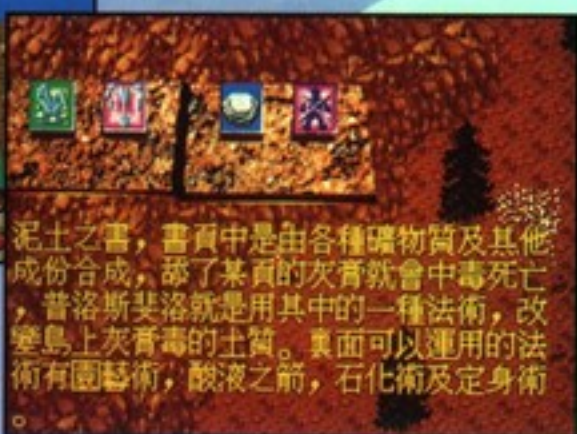 泥土之書，書頁中是由各種礦物質及其他
成份合成，舔了某頁的灰膏就會中毒死亡
，普洛斯斐洛就是用其中的一種法術，改
變島上灰膏毒的土質。裏面可以運用的法
術有園藝術，酸液之箭，石化術及定身術
。